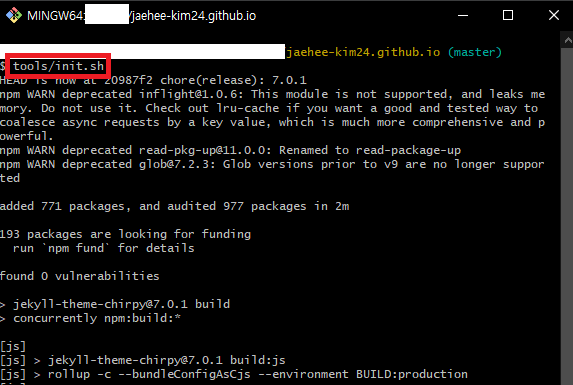 MINGW64: /jaehee-kim24.github.io
jaehee-kim24.github.io (master)
$ tools/init.sh
HEAD is now at 20987f2 chore(release): 7.0.1
npm WARN deprecated inflight@1.0.6: This module is not supported, and leaks me
mory. Do not use it. Check out lru-cache if you want a good and tested way to
coalesce async requests by a key value, which is much more comprehensive and p
owerful.
npm WARN deprecated read-pkg-up@11.0.0: Renamed to read-package-up
npm WARN deprecated glob@7.2.3: Glob versions prior to v9 are no longer suppor
ted
added 771 packages, and audited 977 packages in 2m
193 packages are looking for funding
run `npm fund` for details
found 0 vulnerabilities
> jekyll-theme-chirpy@7.0.1 build
> concurrently npm:build:*
[js]
[js] > jekyll-theme-chirpy@7.0.1 build:js
[js] > rollup -c --bundleConfigAsCjs --environment BUILD:production